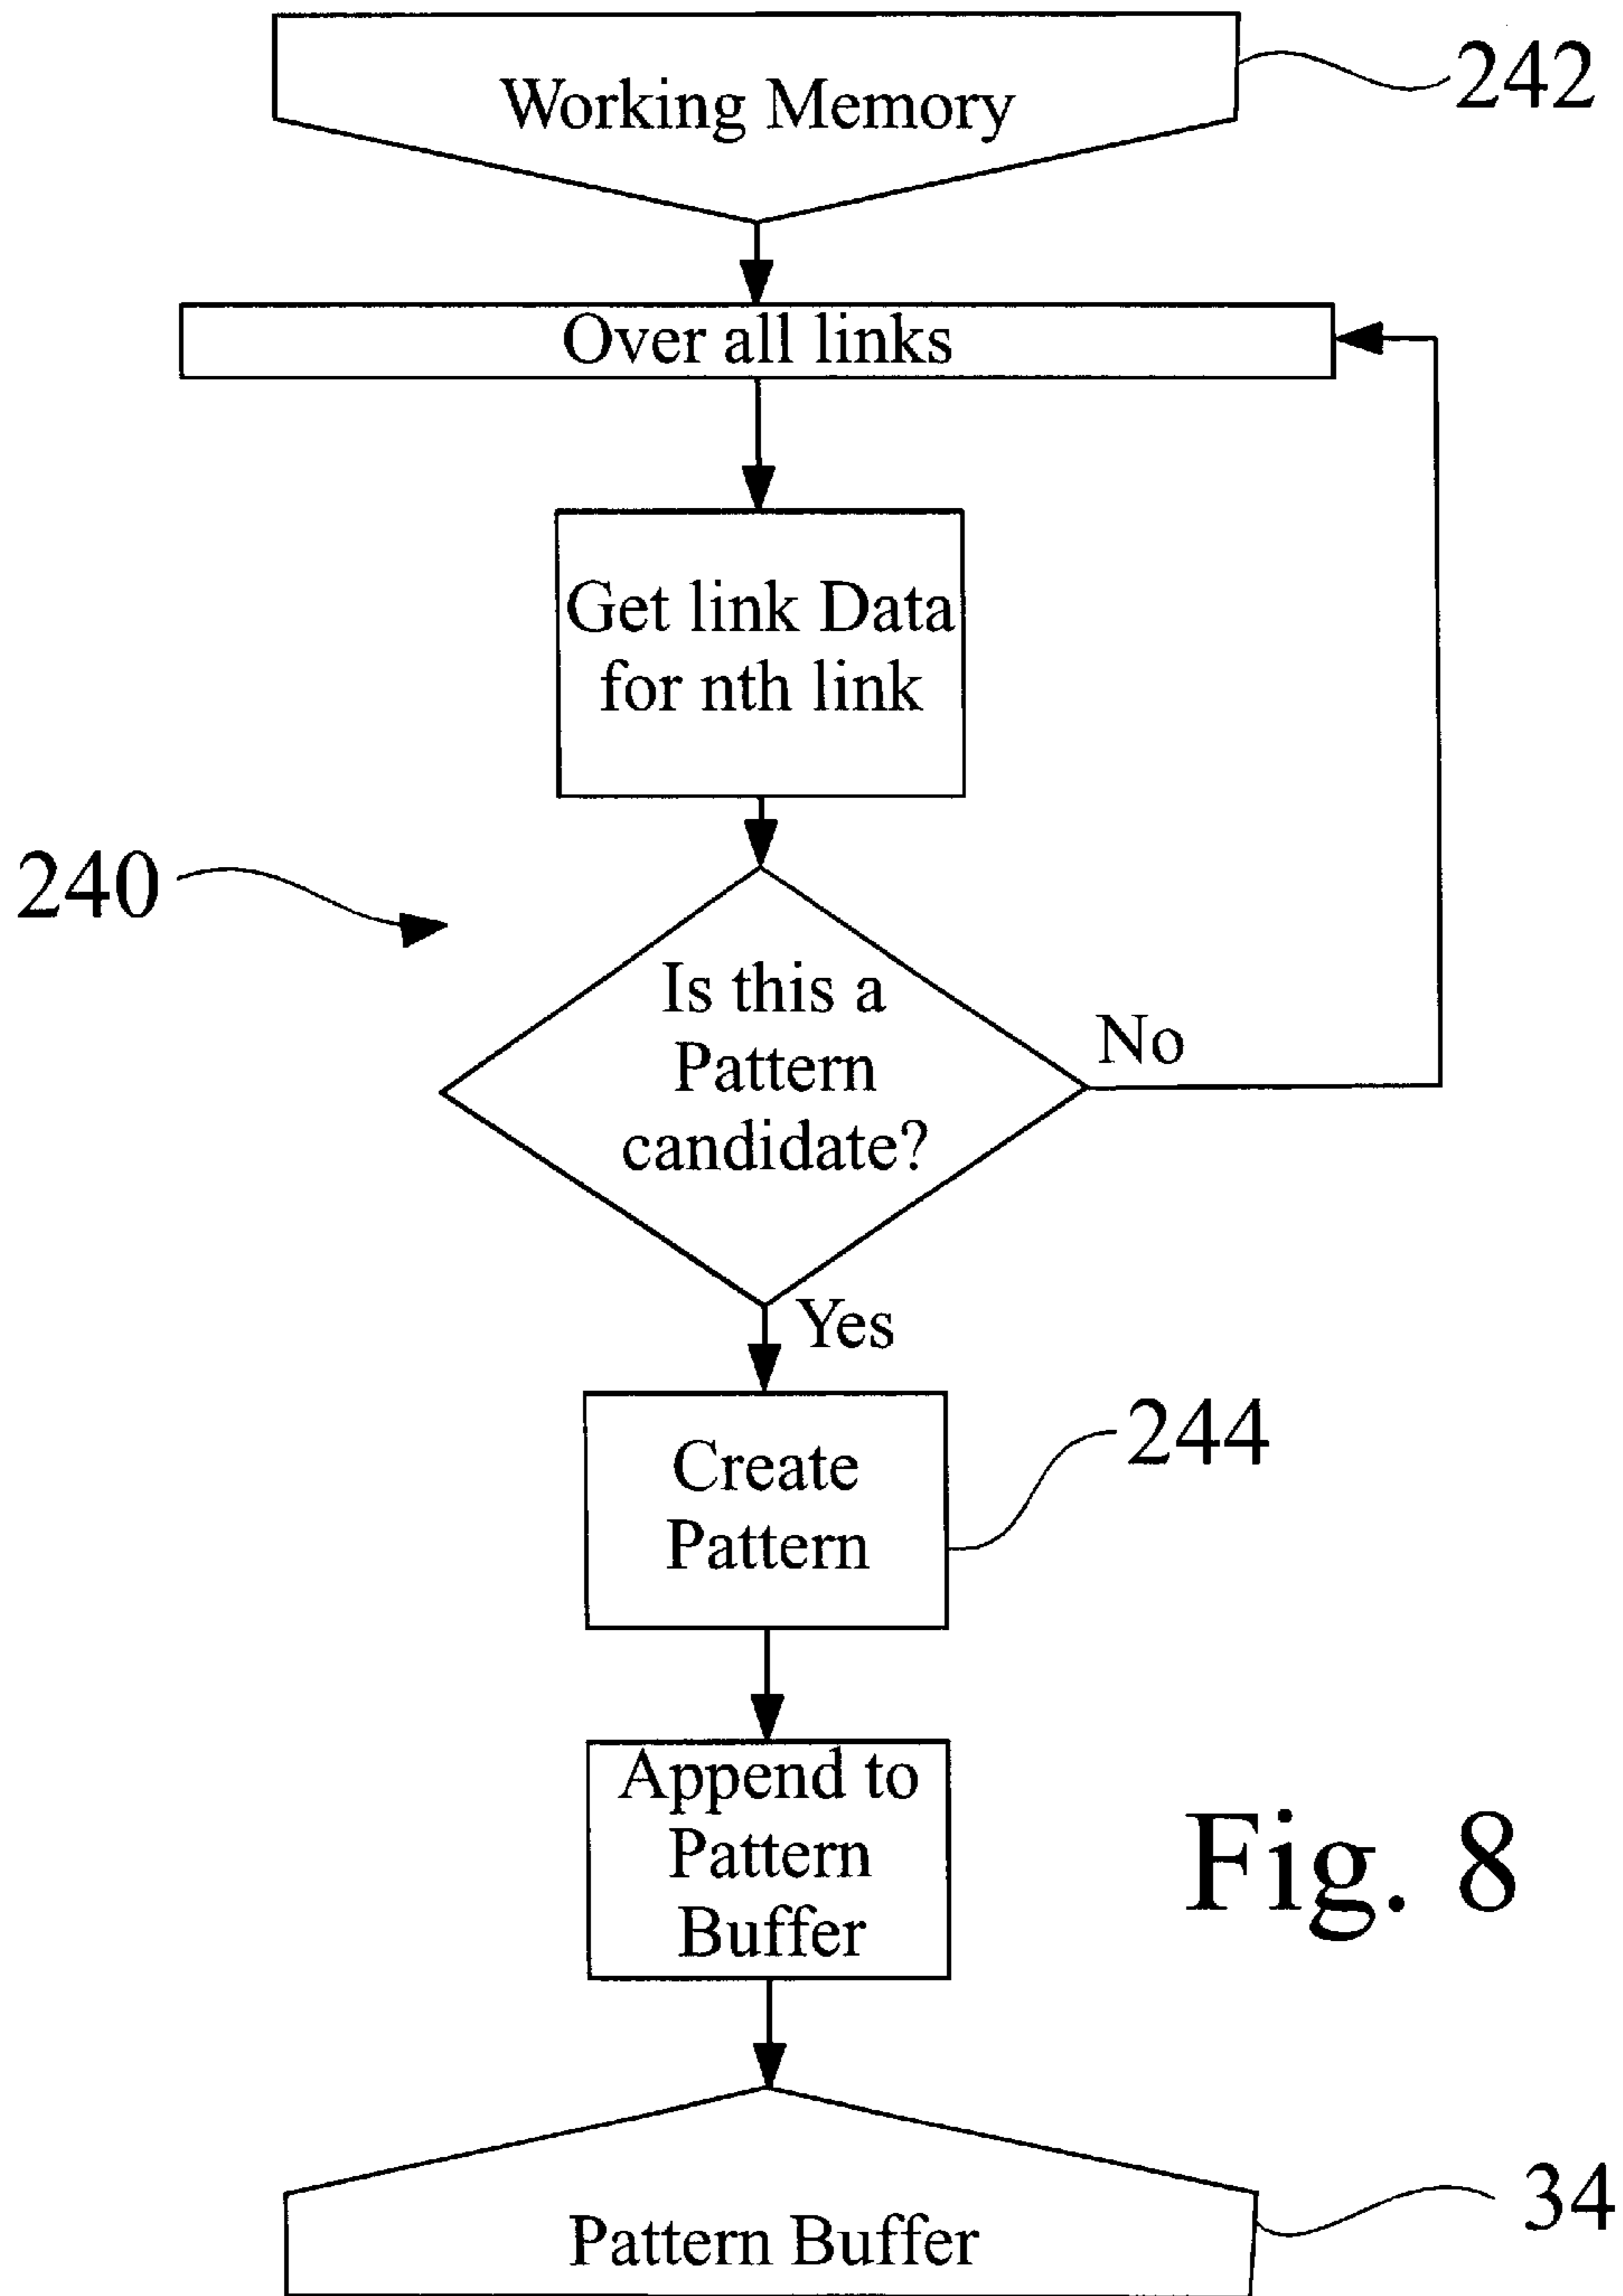 Working Memory
242
Over all links
Get link Data
for nth link
240
Is this a
Pattern
candidate?
No
Yes
Create
Pattern
244
Append to
Pattern
Buffer
Fig. 8
Pattern Buffer
34